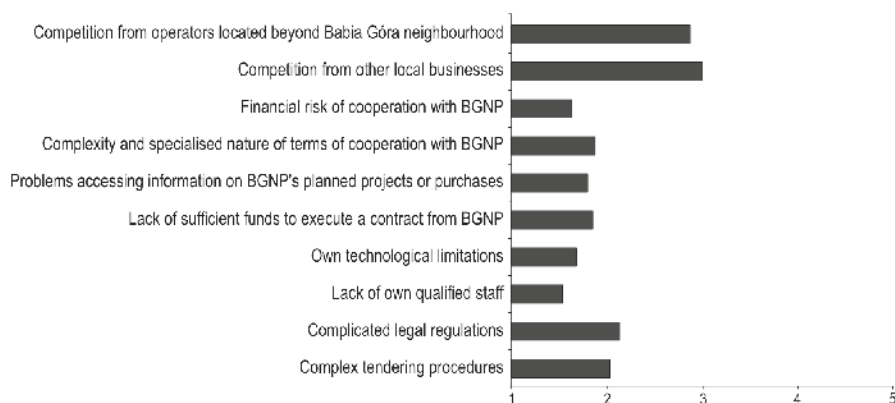 Competition from operators located beyond Babia Góra neighbourhood
Competition from other local businesses
Financial risk of cooperation with BGNP
Complexity and specialised nature of terms of cooperation with BGNP
Problems accessing information on BGNP's planned projects or purchases
Lack of sufficient funds to execute a contract from BGNP
Own technological limitations
Lack of own qualified staff
Complicated legal regulations
Complex tendering procedures
1 2 3 4 5